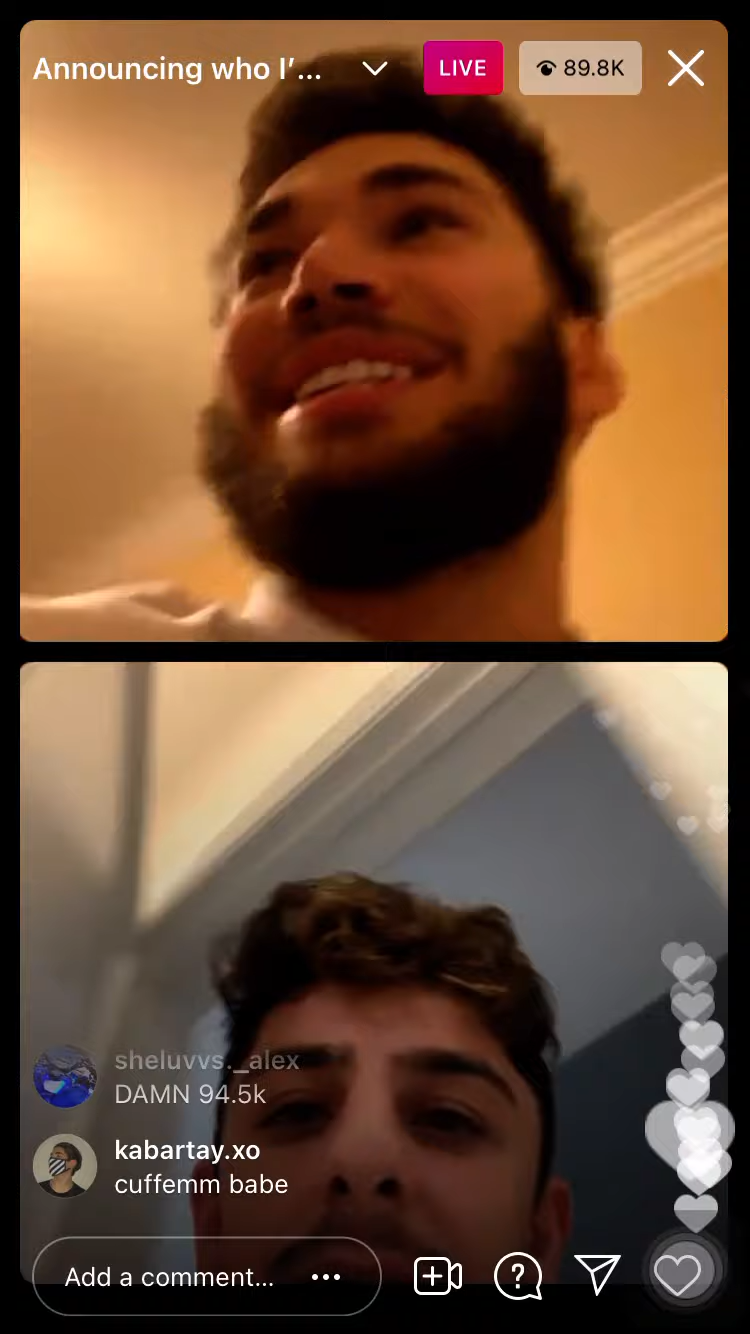 Announcing who I’...
LIVE
89.8K
sheluvvs._alex
DAMN 94.5k
kabartay.xo
cuffemm babe
Add a comment...